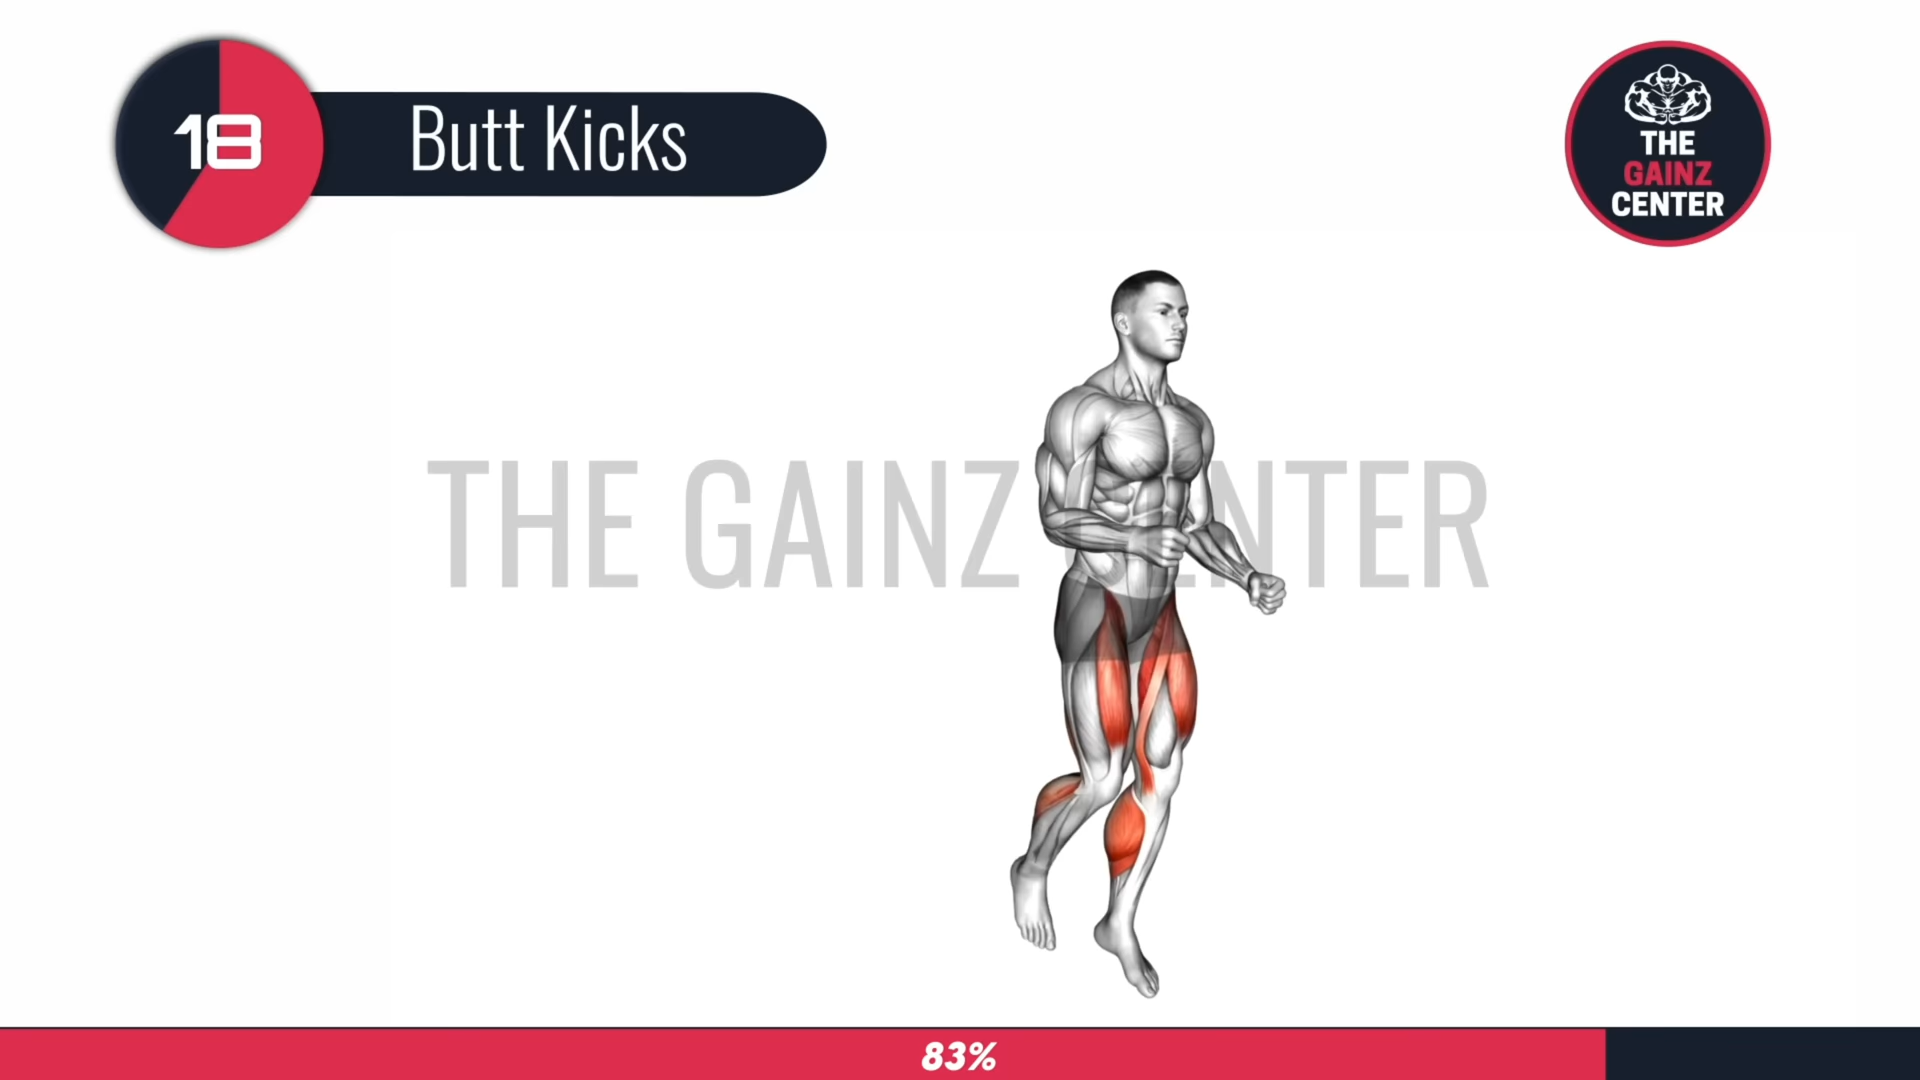 18
Butt Kicks
THE
GAINZ
CENTER
THE GAINZ CENTER
83%